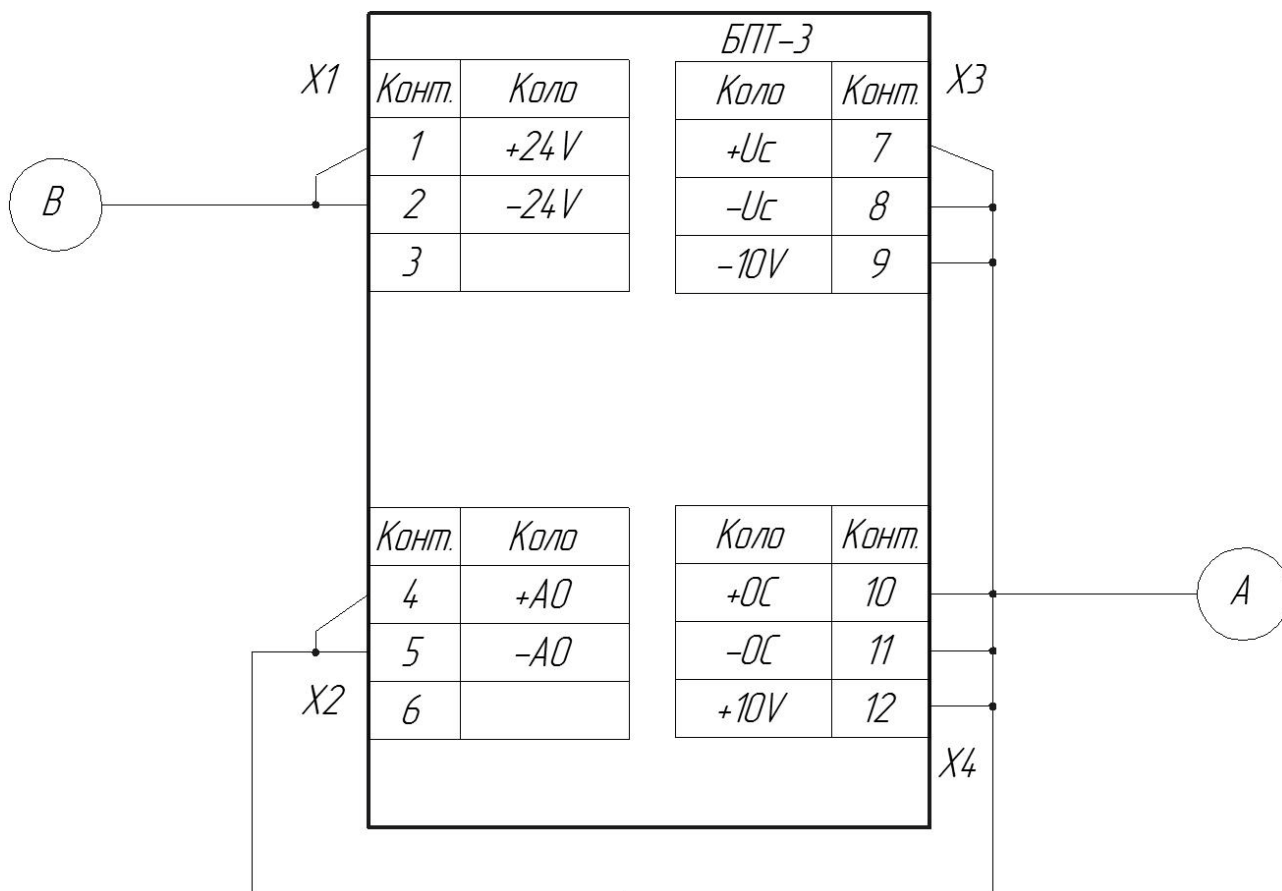 БПТ-3
X1
Конт. Коло
1 +24V
2 -24V
3
X3
Коло Конт.
+Uc 7
-Uc 8
-10V 9
B
X2
Конт. Коло
4 +AO
5 -AO
6
Коло Конт.
+OC 10
-OC 11
+10V 12
X4
A